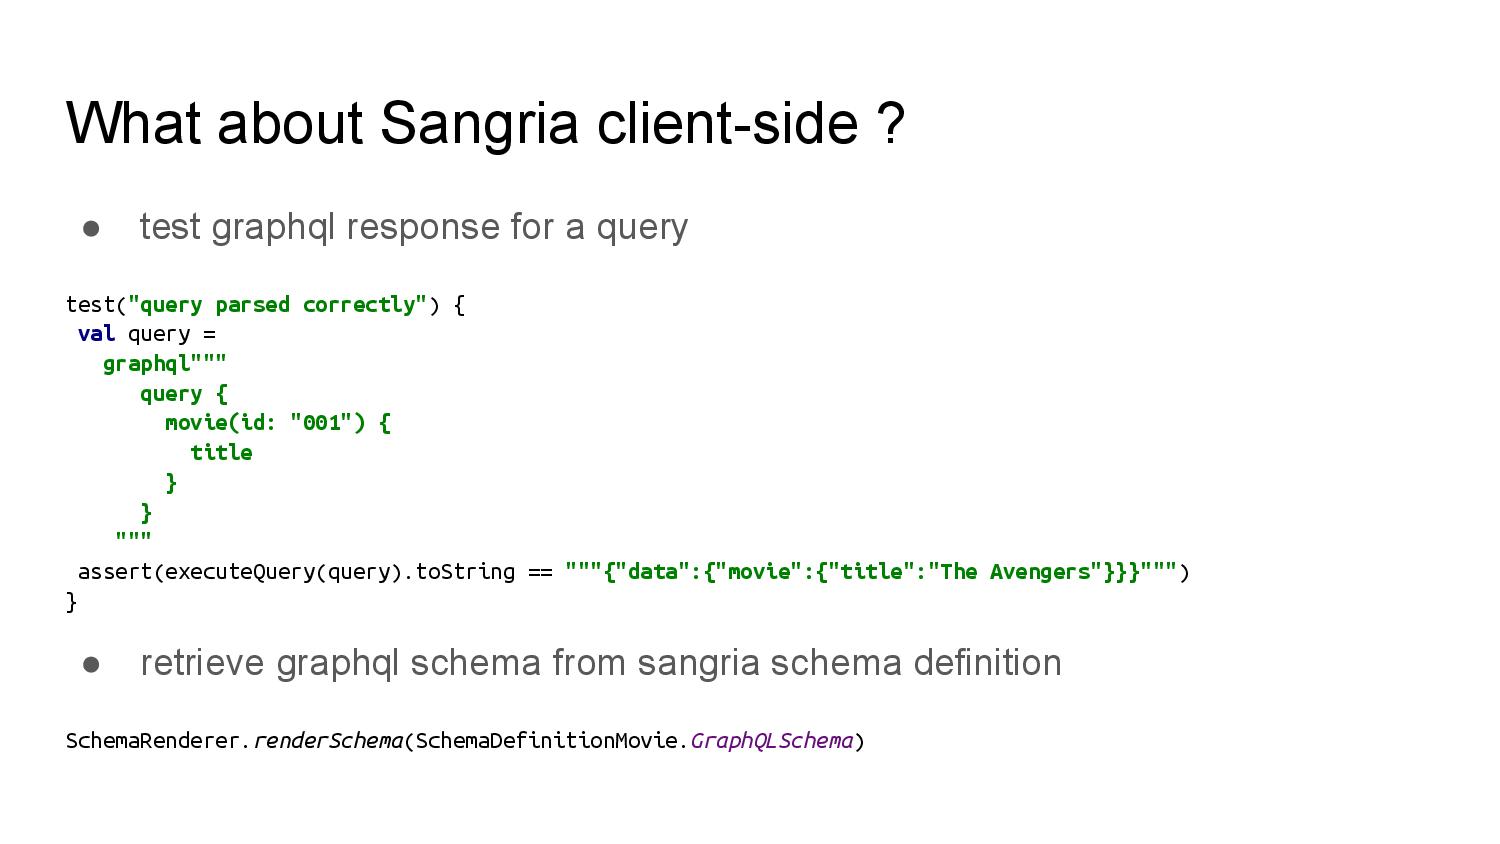 What about Sangria client-side ?
● test graphql response for a query
test("query parsed correctly") {
 val query =
   graphql"""
      query {
        movie(id: "001") {
          title
        }
      }
    """
 assert(executeQuery(query).toString == """{"data":{"movie":{"title":"The Avengers"}}}""")
}
● retrieve graphql schema from sangria schema definition
SchemaRenderer.renderSchema(SchemaDefinitionMovie.GraphQLSchema)